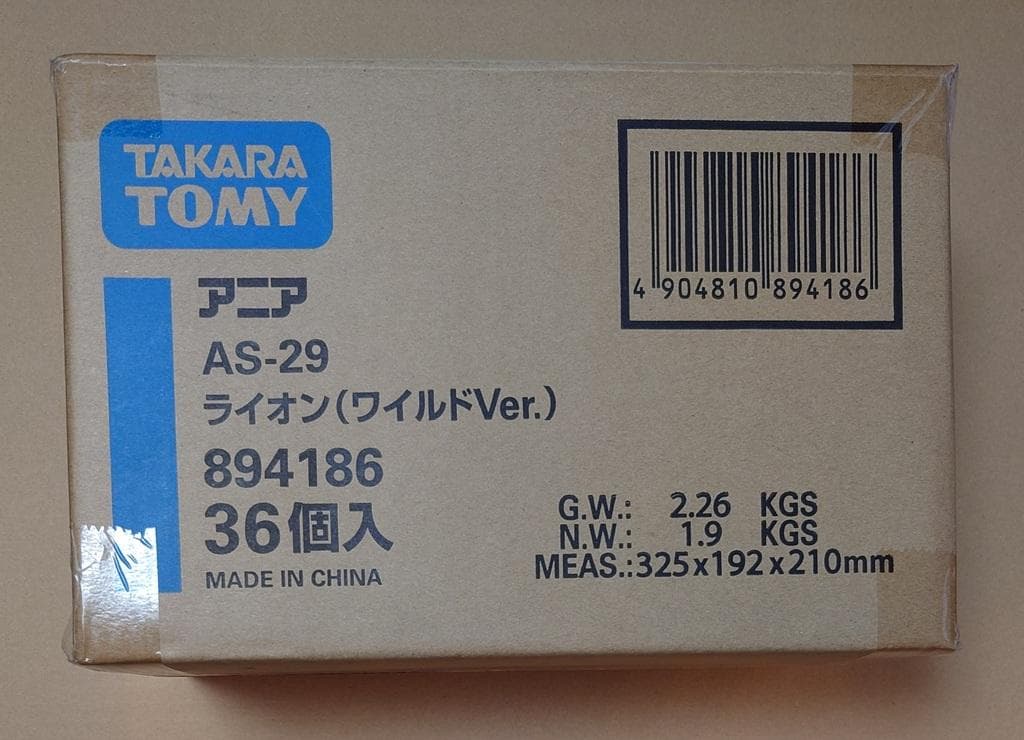 TAKARA
TOMY
アニア
AS-29
ライオン(ワイルドVer.)
894186
36個入
MADE IN CHINA
4 904810 894186
G.W.: 2.26 KGS
N.W.: 1.9 KGS
MEAS.:325x192x210mm